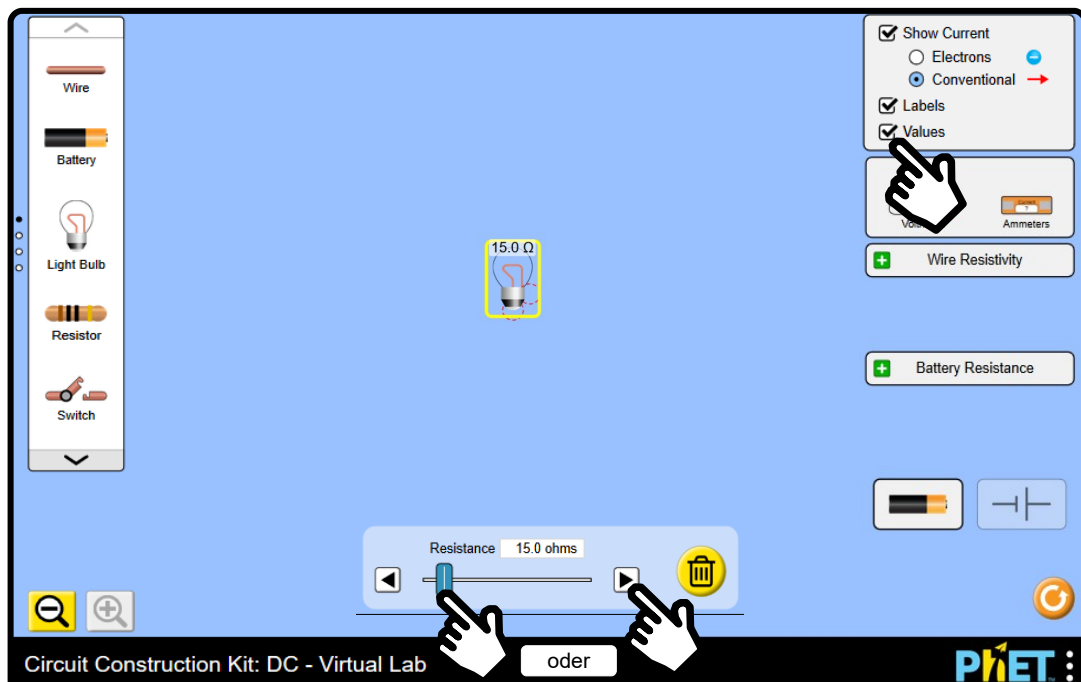 Wire
Battery
Light Bulb
Resistor
Switch
15.0 Ω
Show Current
Electrons
Conventional
Labels
Values
Ammeters
Wire Resistivity
Battery Resistance
Resistance 15.0 ohms
Circuit Construction Kit: DC - Virtual Lab
oder
PhET